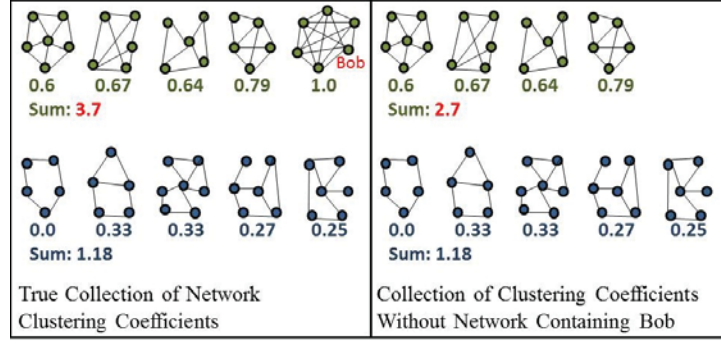 Bob
0.6 0.67 0.64 0.79 1.0
Sum: 3.7
0.0 0.33 0.33 0.27 0.25
Sum: 1.18
True Collection of Network
Clustering Coefficients
0.6 0.67 0.64 0.79
Sum: 2.7
0.0 0.33 0.33 0.27 0.25
Sum: 1.18
Collection of Clustering Coefficients
Without Network Containing Bob